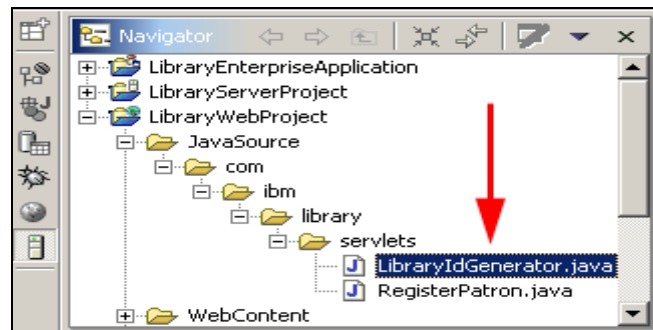 Navigator
LibraryEnterpriseApplication
LibraryServerProject
LibraryWebProject
JavaSource
com
ibm
library
servlets
LibraryIdGenerator.java
RegisterPatron.java
WebContent